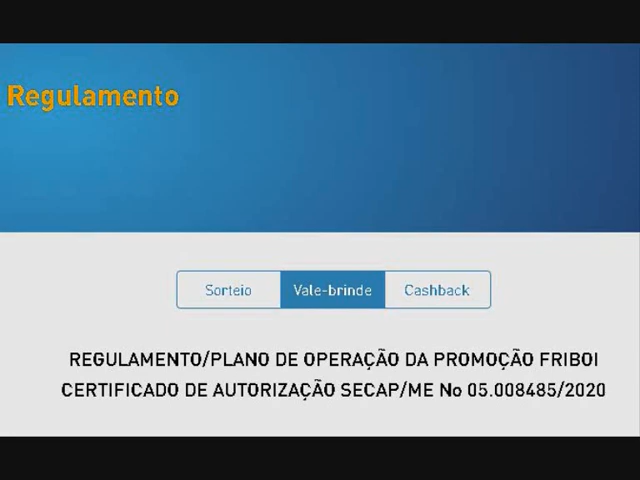 Regulamento
Sorteio Vale-brinde Cashback
REGULAMENTO/PLANO DE OPERAÇÃO DA PROMOÇÃO FRIBOI
CERTIFICADO DE AUTORIZAÇÃO SECAP/ME No 05.008485/2020